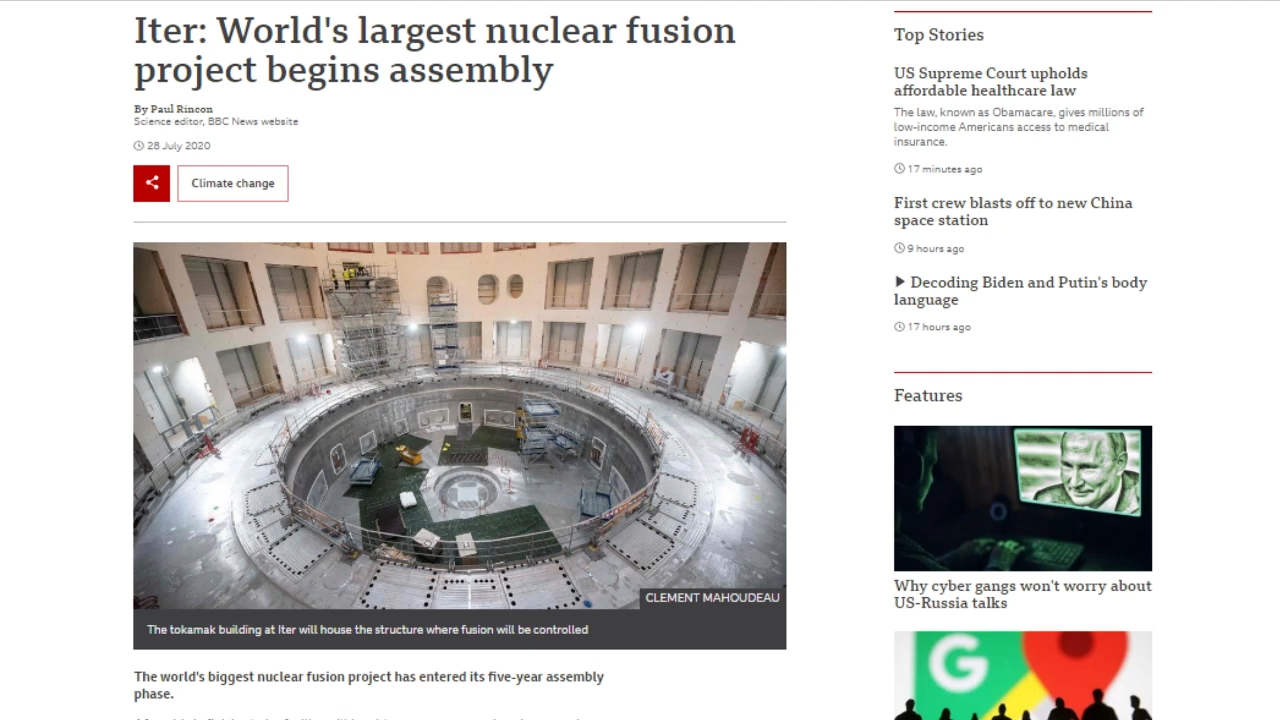 Iter: World's largest nuclear fusion
project begins assembly
By Paul Rincon
Science editor, BBC News website
28 July 2020
Climate change
CLEMENT MAHOUDEAU
The tokamak building at Iter will house the structure where fusion will be controlled
The world's biggest nuclear fusion project has entered its five-year assembly
phase.
Top Stories
US Supreme Court upholds
affordable healthcare law
The law, known as Obamacare, gives millions of
low-income Americans access to medical
insurance.
17 minutes ago
First crew blasts off to new China
space station
9 hours ago
Decoding Biden and Putin's body
language
17 hours ago
Features
Why cyber gangs won't worry about
US-Russia talks
G